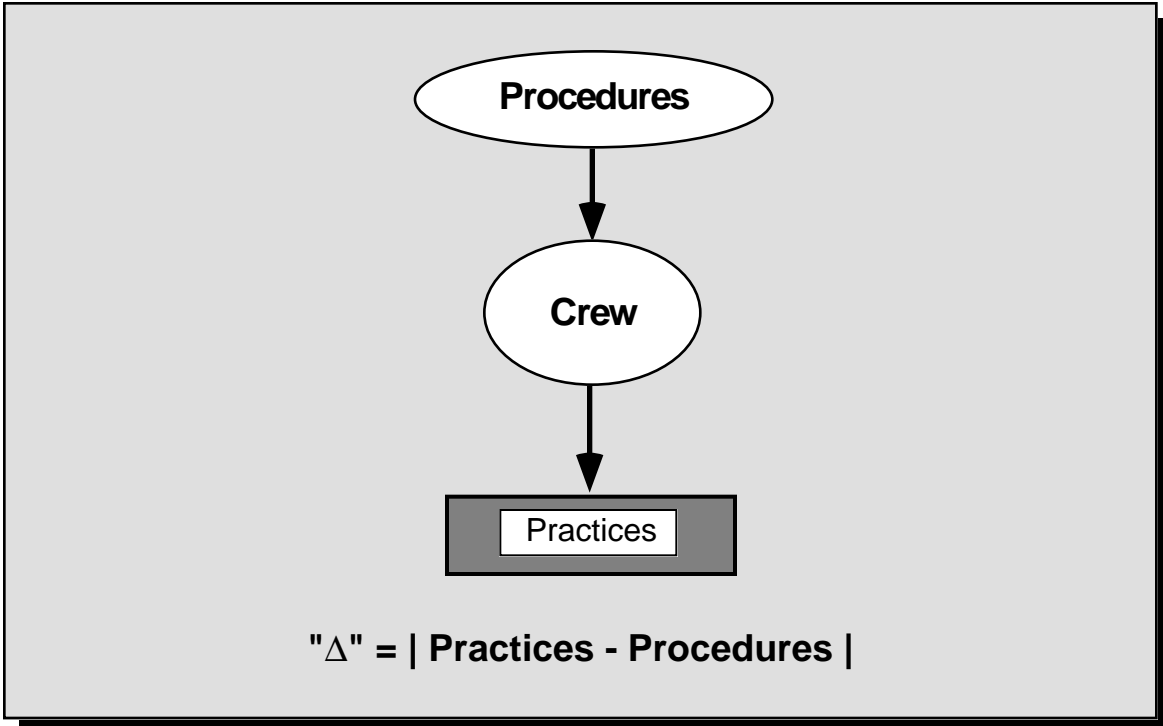 Procedures
Crew
Practices
"Δ" = | Practices - Procedures |